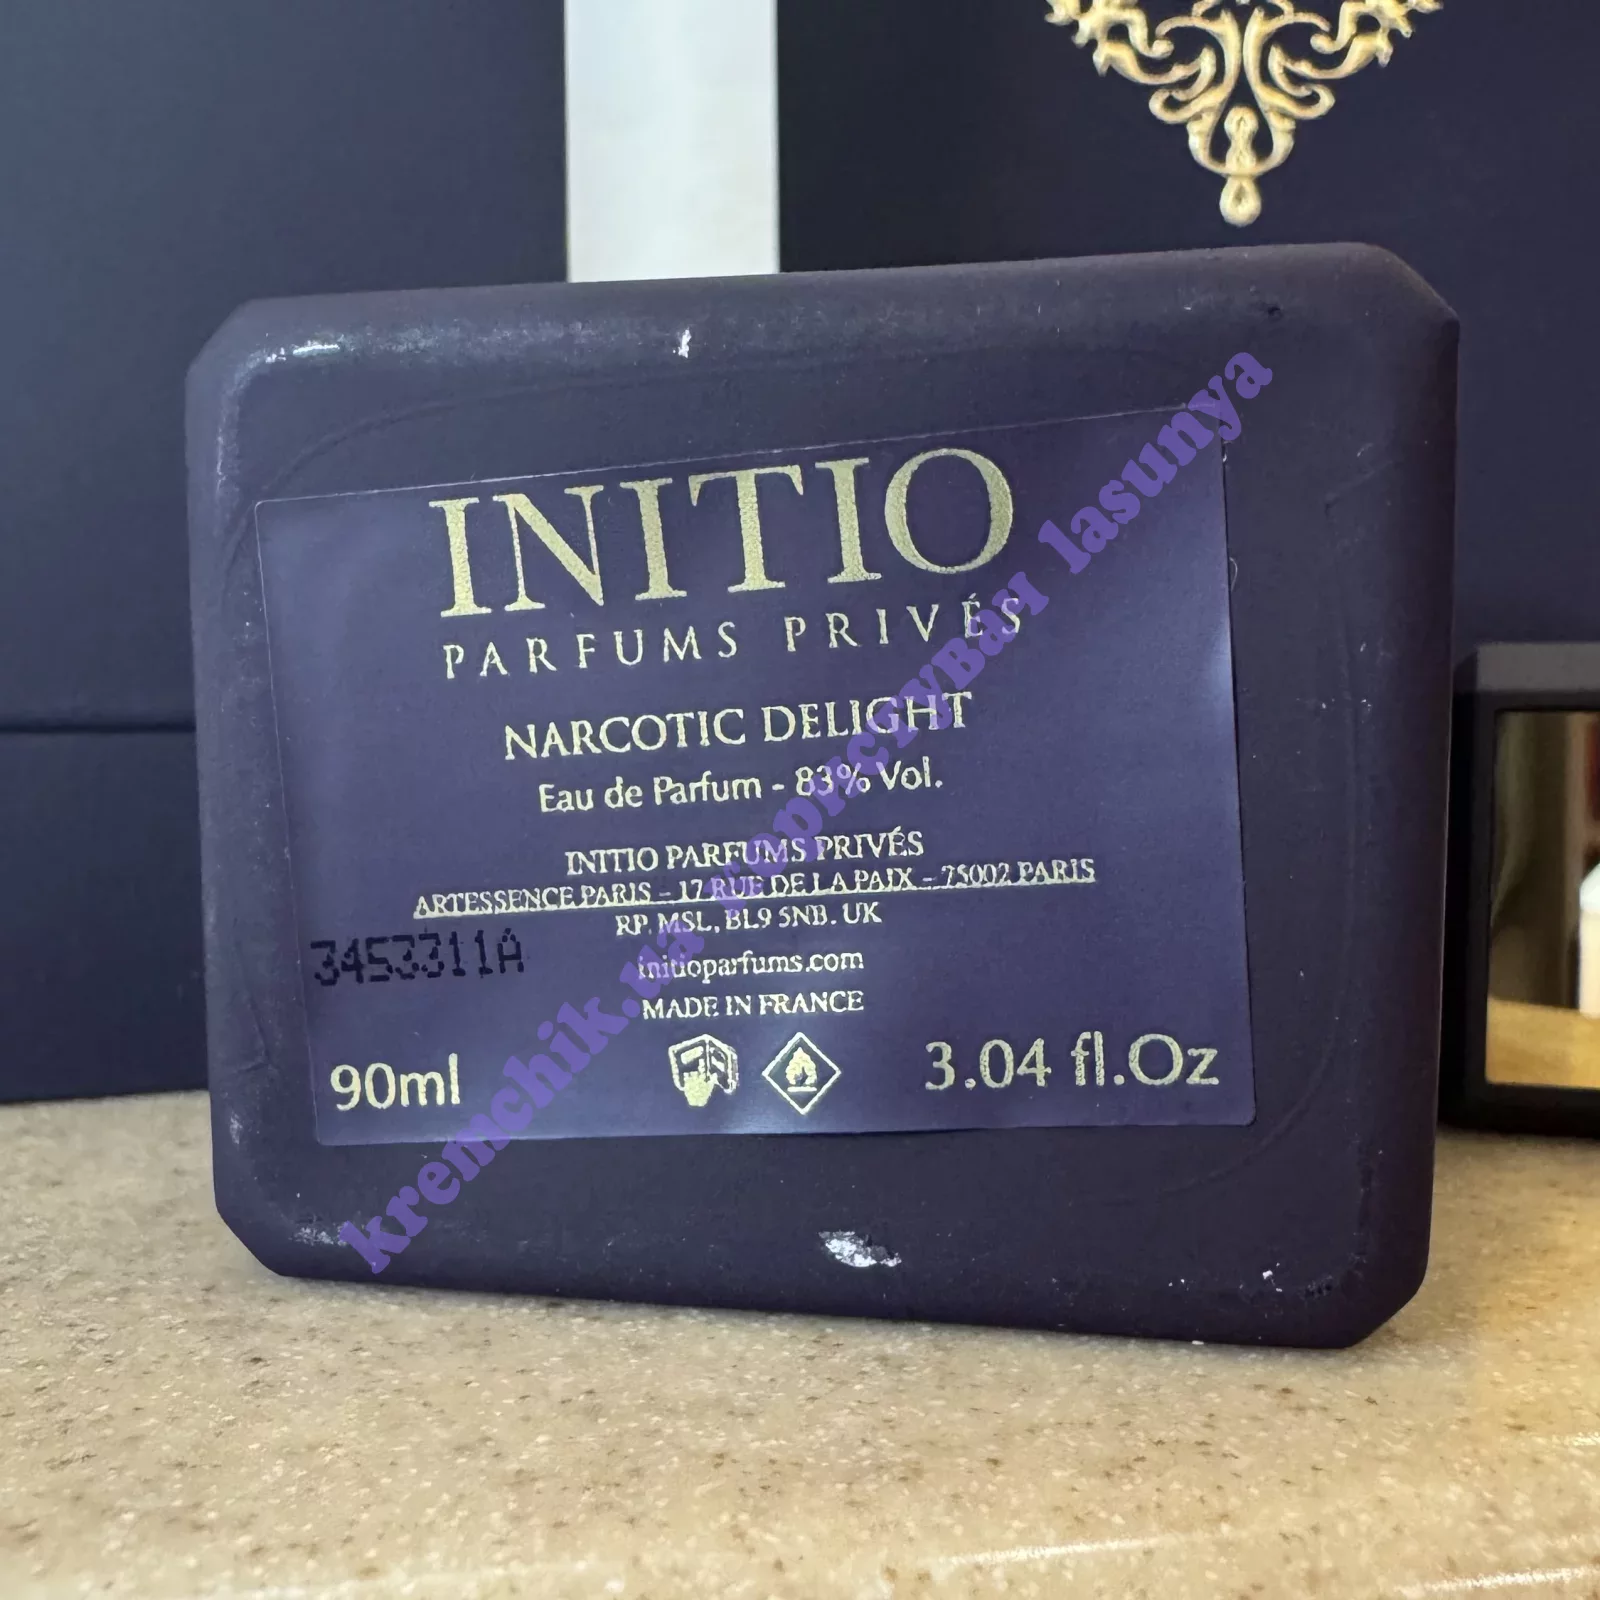 INITIO
PARFUMS PRIVÉS
NARCOTIC DELIGHT
Eau de Parfum - 83% Vol.
INITIO PARFUMS PRIVÉS
ARTESSENCE PARIS - 17 RUE DE LA PAIX - 75002 PARIS
RP. MSL, BL9 5NB. UK
3453311A
initioparfums.com
MADE IN FRANCE
90ml
3.04 fl.Oz
kremchik.ua користувач lasunya